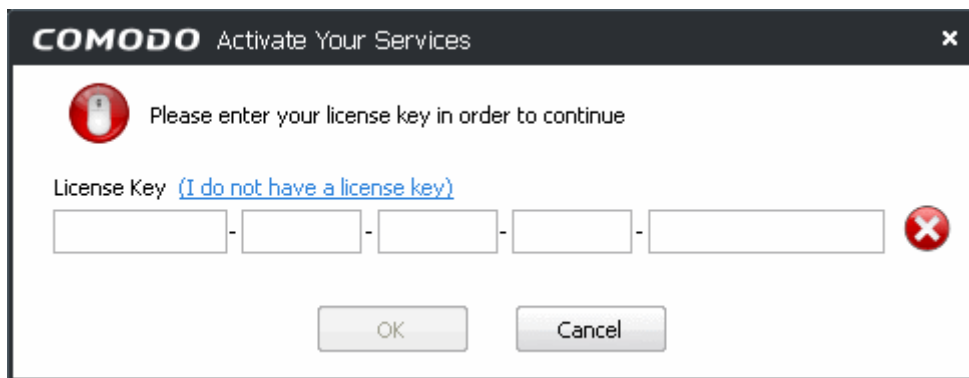 COMODO Activate Your Services
Please enter your license key in order to continue
License Key (I do not have a license key)
- - - -
OK Cancel